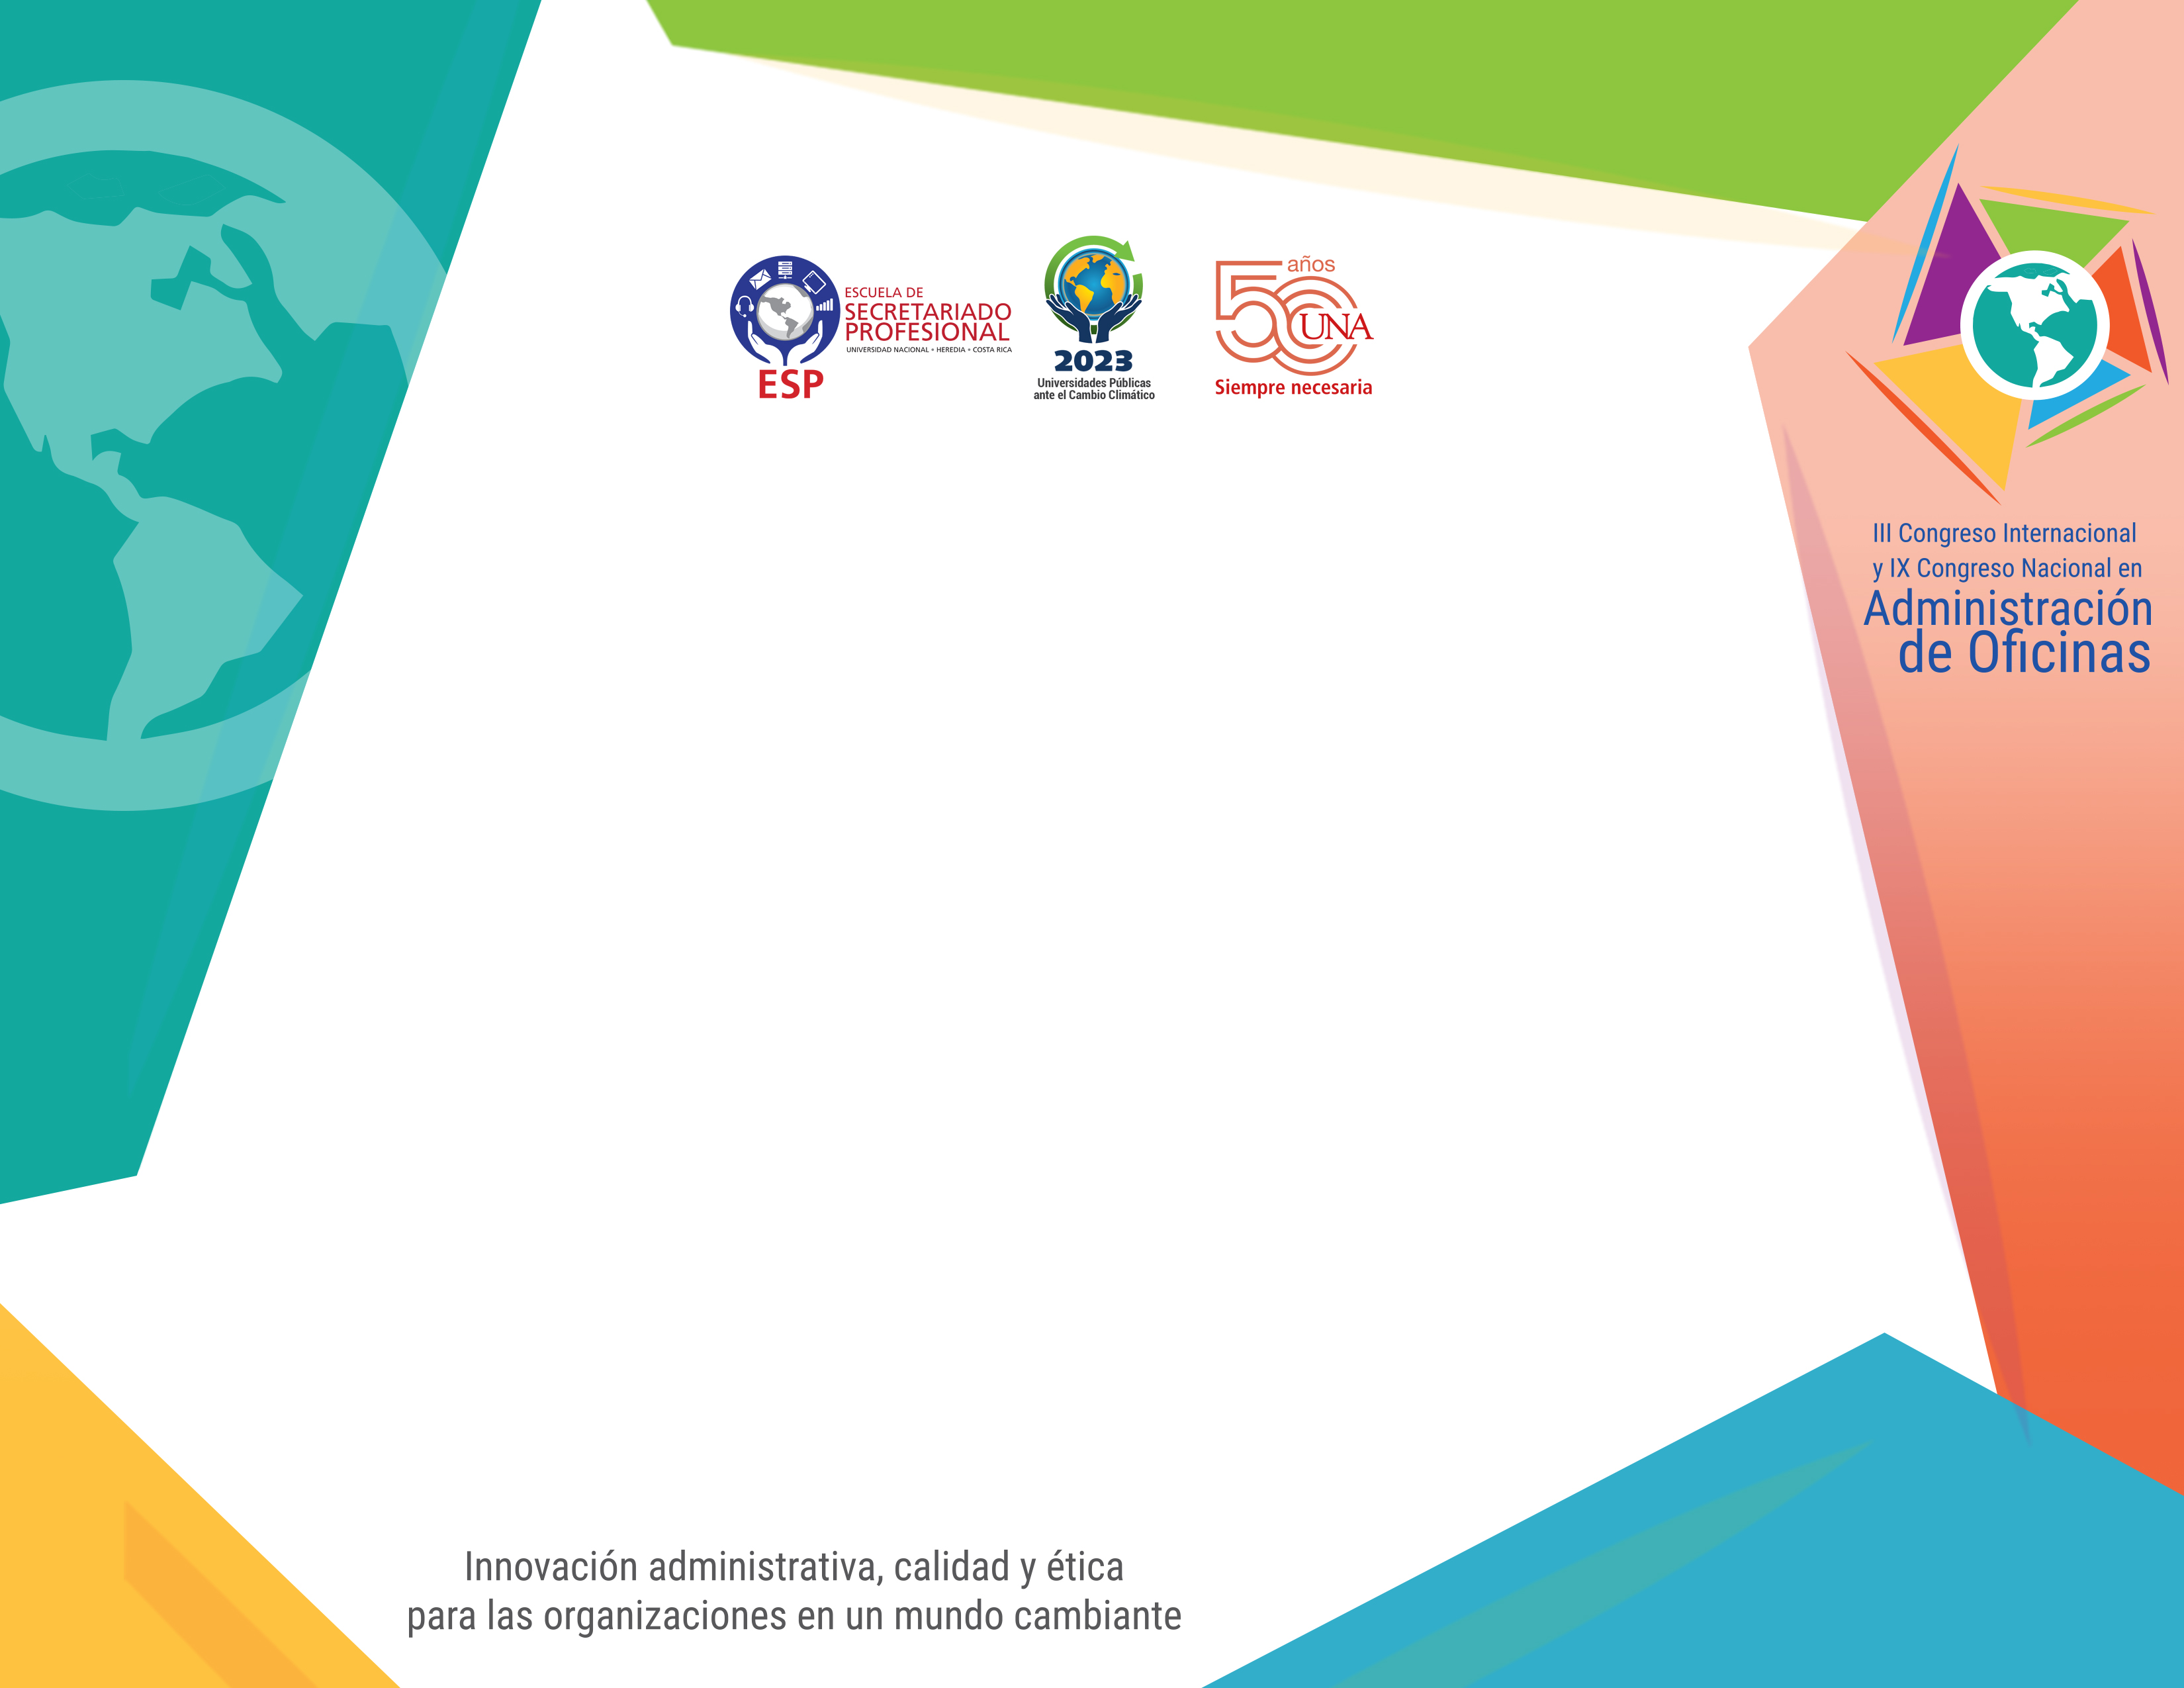 ESCUELA DE
SECRETARIADO
PROFESIONAL
UNIVERSIDAD NACIONAL • HEREDIA • COSTA RICA
ESP
2023
Universidades Públicas
ante el Cambio Climático
50 años
UNA
Siempre necesaria
III Congreso Internacional
y IX Congreso Nacional en
Administración
de Oficinas
Innovación administrativa, calidad y ética
para las organizaciones en un mundo cambiante